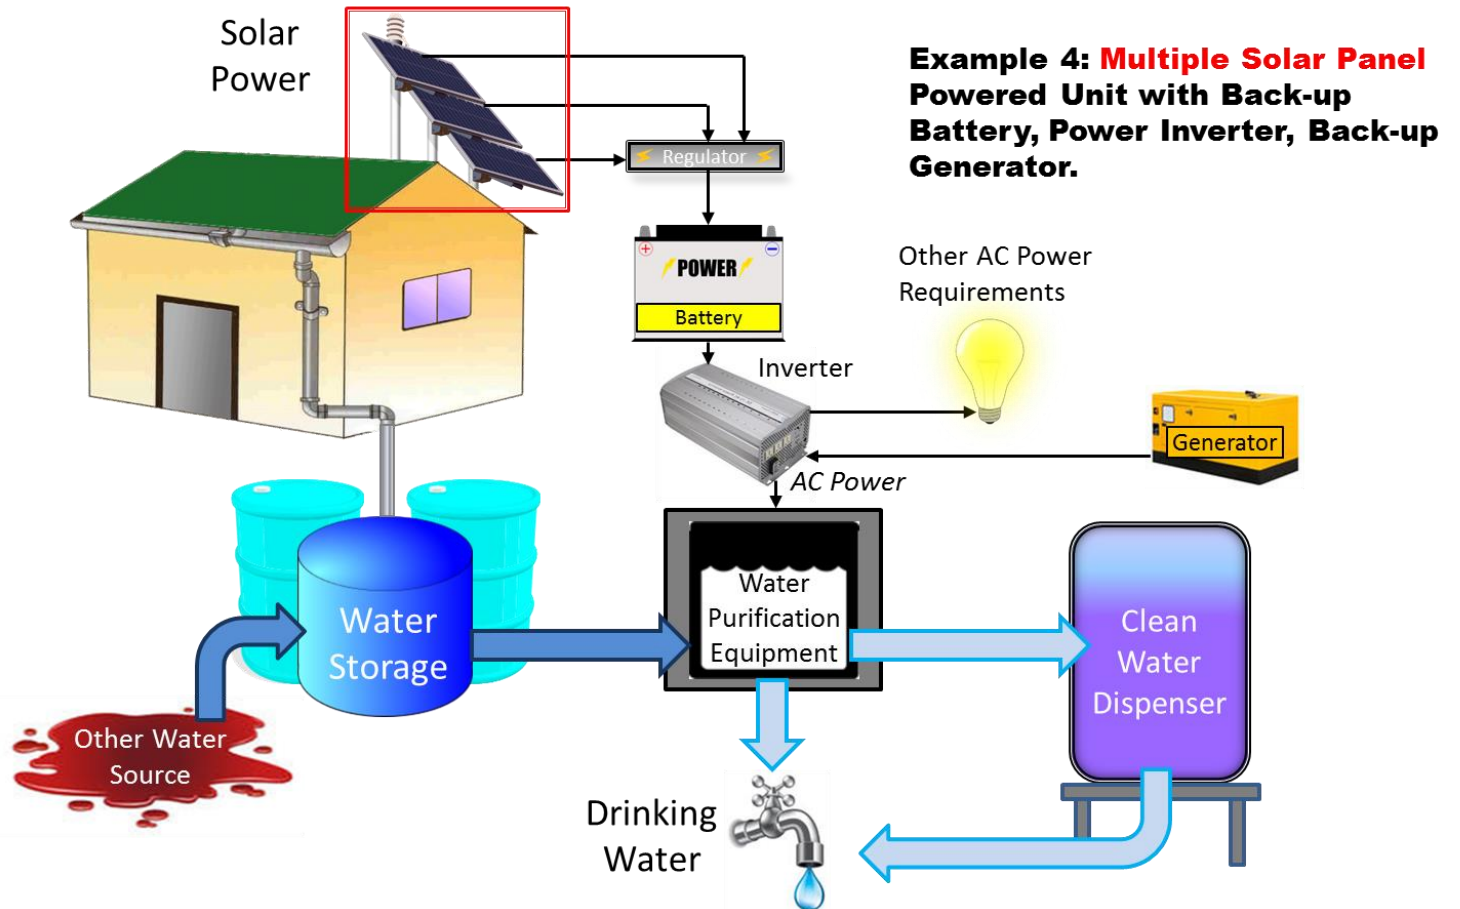 Solar
Power
Example 4: Multiple Solar Panel
Powered Unit with Back-up
Battery, Power Inverter, Back-up
Generator.
Regulator
+
−
POWER
Battery
Other AC Power
Requirements
Inverter
Generator
AC Power
Water
Purification
Equipment
Water
Storage
Clean
Water
Dispenser
Other Water
Source
Drinking
Water